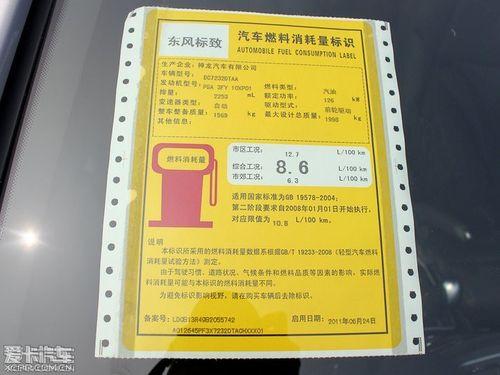 东风标致
汽车燃料消耗量标识
AUTOMOBILE FUEL CONSUMPTION LABEL
生产企业: 神龙汽车有限公司
车辆型号: DC7232DTAA
发动机型号: PSA 3FY 10XP01 燃料类型: 汽油
排量: 2253 mL 额定功率: 126 kW
变速器类型: 自动 驱动型式: 前轮驱动
整车整备质量: 1569 kg 最大设计总质量: 1998 kg
其他信息:
燃料消耗量
市区工况: 12.7 L/100 km
综合工况: 8.6 L/100 km
市郊工况: 6.3 L/100 km
适用国家标准为GB 19578-2004;
第二阶段要求自2008年01月01日开始执行,
对应限值为 10.8 L/100 km.
说明
本标识所采用的燃料消耗量数据系根据GB/T 19233-2008《轻型汽车燃
料消耗量试验方法》测定。
由于驾驶习惯、道路状况、气候条件和燃料品质等因素的影响, 实际燃
料消耗量可能与本标识的燃料消耗量不同。
为避免标识影响视野, 请在购买车辆后去除标识.
备案号: LDCB13R49B2055742 启用日期: 2011年06月24日
爱卡汽车
XCAR.COM.CN